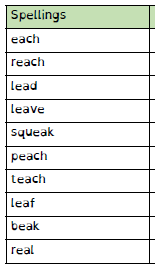 Spellings
each
reach
lead
leave
squeak
peach
teach
leaf
beak
real